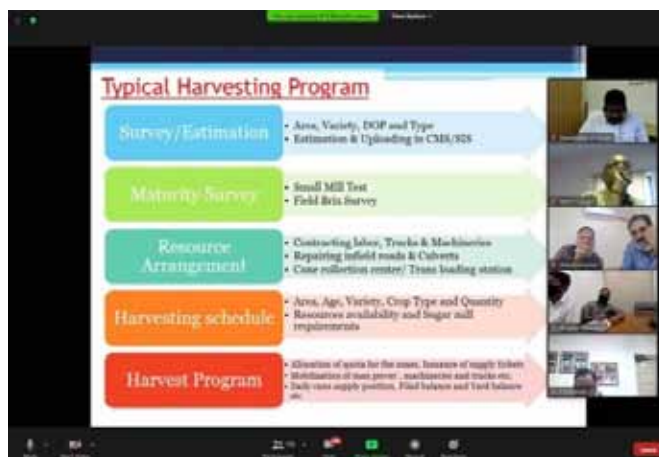 Typical Harvesting Program
Survey/Estimation
• Area, Variety, DOP and Type
• Estimation & Uploading in CMS/SIS
Maturity Survey
• Small Mill Test
• Field Brix Survey
Resource
Arrangement
• Contracting labor, Trucks & Machineries
• Repairing infield roads & Culverts
• Cane collection center/ Trans loading station
Harvesting schedule
• Area, Age, Variety, Crop Type and Quantity
• Resources availability and Sugar mill
requirements
Harvest Program
• Allocation of quota for the zones, Issuance of supply tickets
• Mobilization of man power, machineries and trucks etc.
• Daily cane supply position, Filed balance and Yard balance
etc